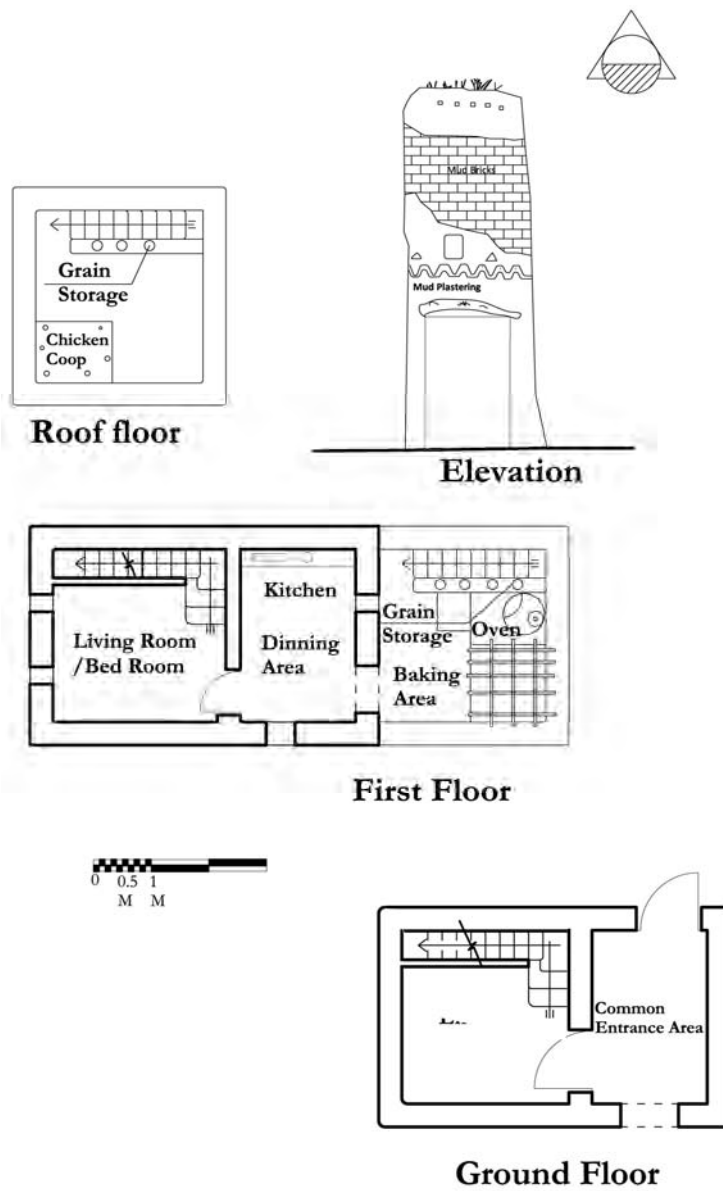 Mud Bricks
Mud Plastering
Elevation
Grain
Storage
Chicken
Coop
Roof floor
Kitchen
Living Room
/Bed Room
Dinning
Area
Grain
Storage
Oven
Baking
Area
First Floor
0 0.5 1
M M
Common
Entrance Area
Ground Floor